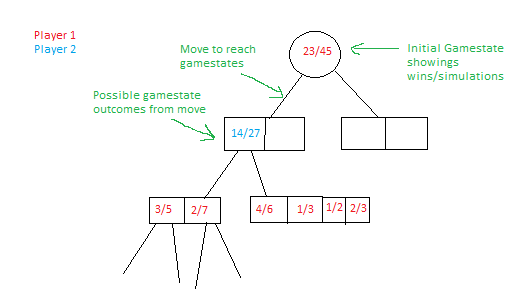 Player 1
Player 2
Move to reach
gamestates
23/45
Initial Gamestate
showings
wins/simulations
Possible gamestate
outcomes from move
14/27
3/5 2/7
4/6 1/3 1/2 2/3